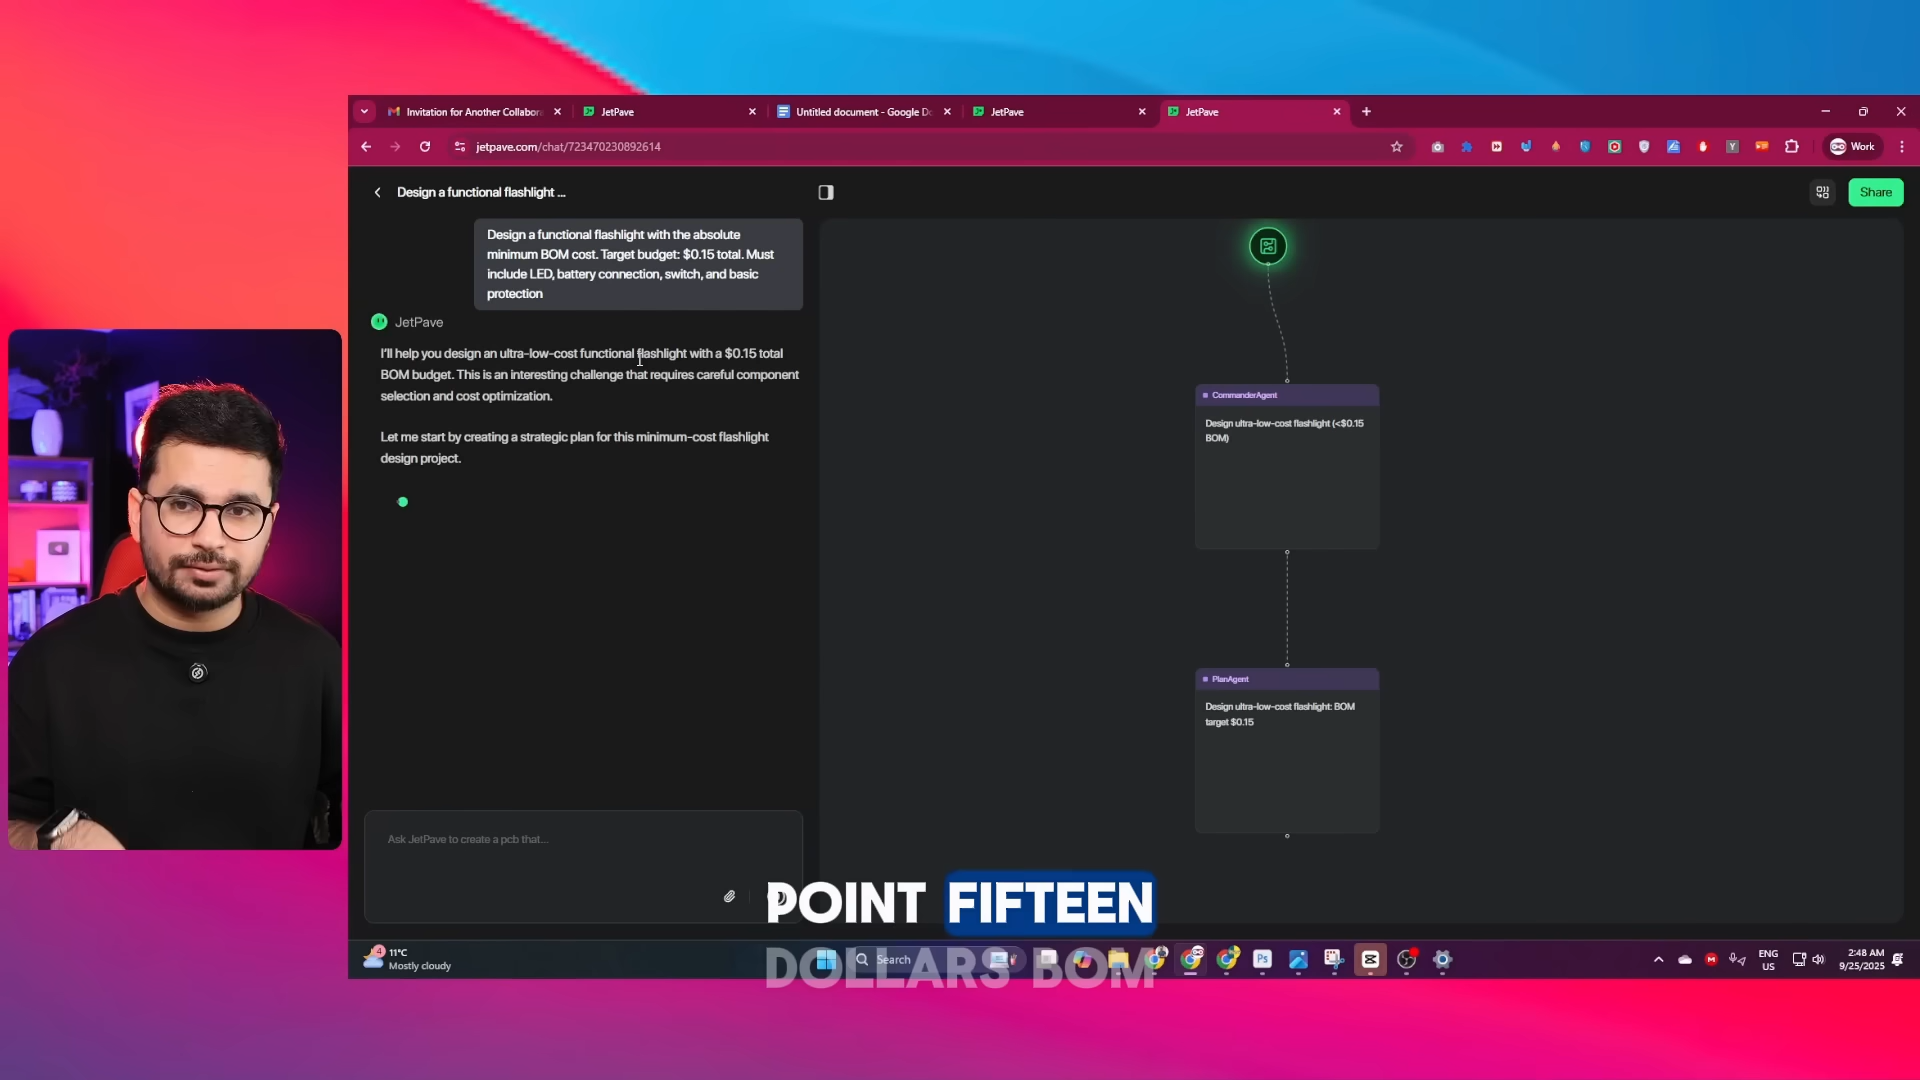 Invitation for Another Collabora
JetPave
Untitled document - Google Do
JetPave
JetPave
jetpave.com/chat/723470230892614
Work
Design a functional flashlight ...
Share
Design a functional flashlight with the absolute
minimum BOM cost. Target budget: $0.15 total. Must
include LED, battery connection, switch, and basic
protection
JetPave
I'll help you design an ultra-low-cost functional flashlight with a $0.15 total
BOM budget. This is an interesting challenge that requires careful component
selection and cost optimization.
Let me start by creating a strategic plan for this minimum-cost flashlight
design project.
CommanderAgent
Design ultra-low-cost flashlight (<$0.15
BOM)
PlanAgent
Design ultra-low-cost flashlight: BOM
target $0.15
Ask JetPave to create a pcb that...
POINT FIFTEEN
DOLLARS BOM
11°C
Mostly cloudy
Search
Ps
ENG
US
2:48 AM
9/25/2025